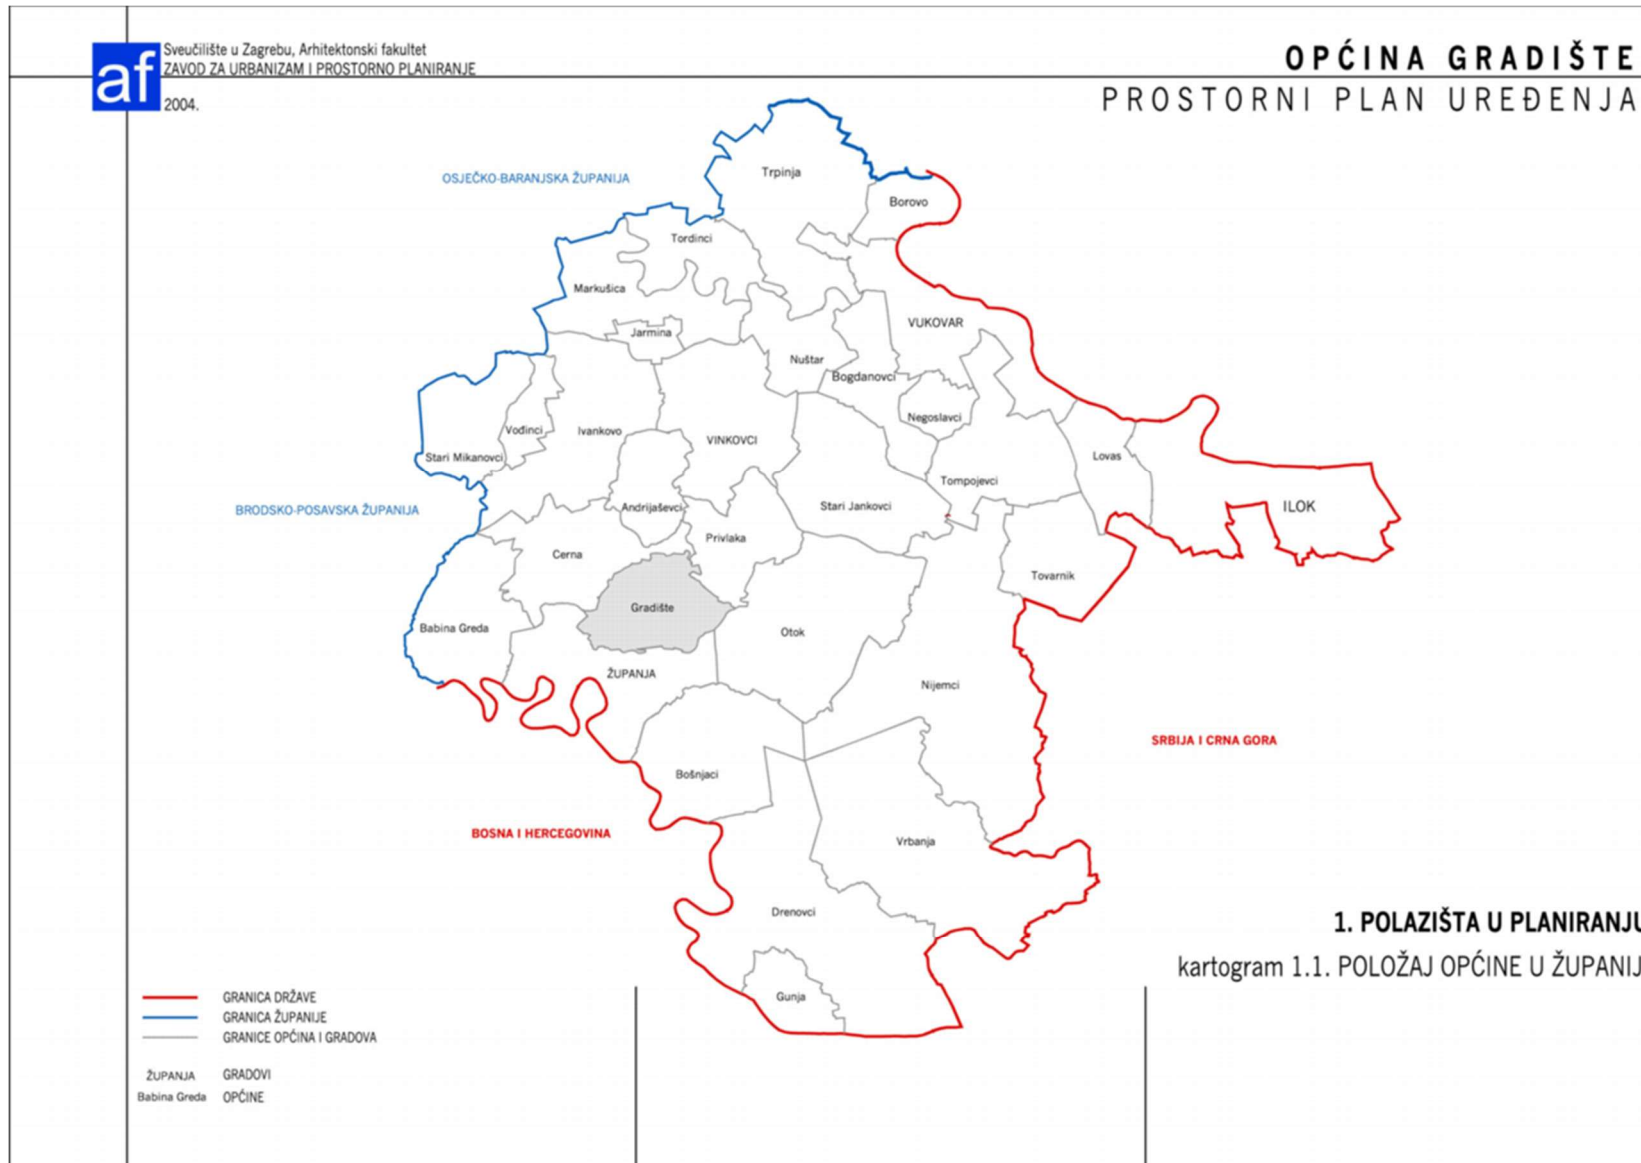 af
Sveučilište u Zagrebu, Arhitektonski fakultet
ZAVOD ZA URBANIZAM I PROSTORNO PLANIRANJE
2004.
OPĆINA GRADIŠTE
PROSTORNI PLAN UREĐENJA
OSJEČKO-BARANJSKA ŽUPANIJA
Trpinja
Borovo
Tordinci
Markušica
Jarmina
VUKOVAR
Nuštar
Bogdanovci
Negoslavci
Vođinci
Ivankovo
VINKOVCI
Stari Mikanovci
Lovas
Tompojevci
BRODSKO-POSAVSKA ŽUPANIJA
Andrijaševci
Stari Jankovci
ILOK
Privlaka
Cerna
Tovarnik
Gradište
Babina Greda
Otok
ŽUPANJA
Nijemci
SRBIJA I CRNA GORA
Bošnjaci
BOSNA I HERCEGOVINA
Vrbanja
Drenovci
Gunja
1. POLAZIŠTA U PLANIRANJU
kartogram 1.1. POLOŽAJ OPĆINE U ŽUPANIJ
GRANICA DRŽAVE
GRANICA ŽUPANIJE
GRANICE OPĆINA I GRADOVA
ŽUPANJA GRADOVI
Babina Greda OPĆINE